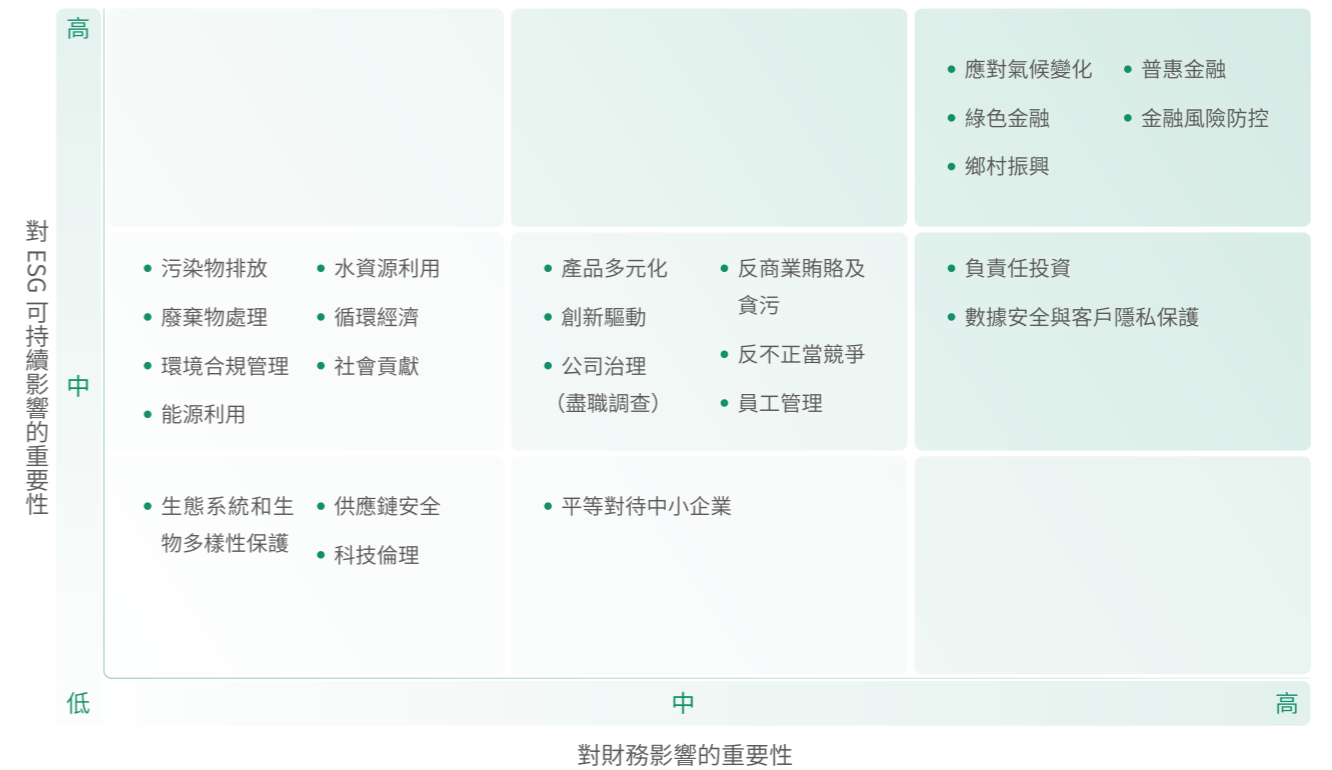 高
應對氣候變化
普惠金融
綠色金融
金融風險防控
鄉村振興
對 ESG 可持續影響的重要性
中
污染物排放
水資源利用
廢棄物處理
循環經濟
環境合規管理
社會貢獻
能源利用
產品多元化
反商業賄賂及
貪污
創新驅動
公司治理
（盡職調查）
反不正當競爭
員工管理
負責任投資
數據安全與客戶隱私保護
生態系統和生
物多樣性保護
供應鏈安全
科技倫理
平等對待中小企業
低
中
高
對財務影響的重要性